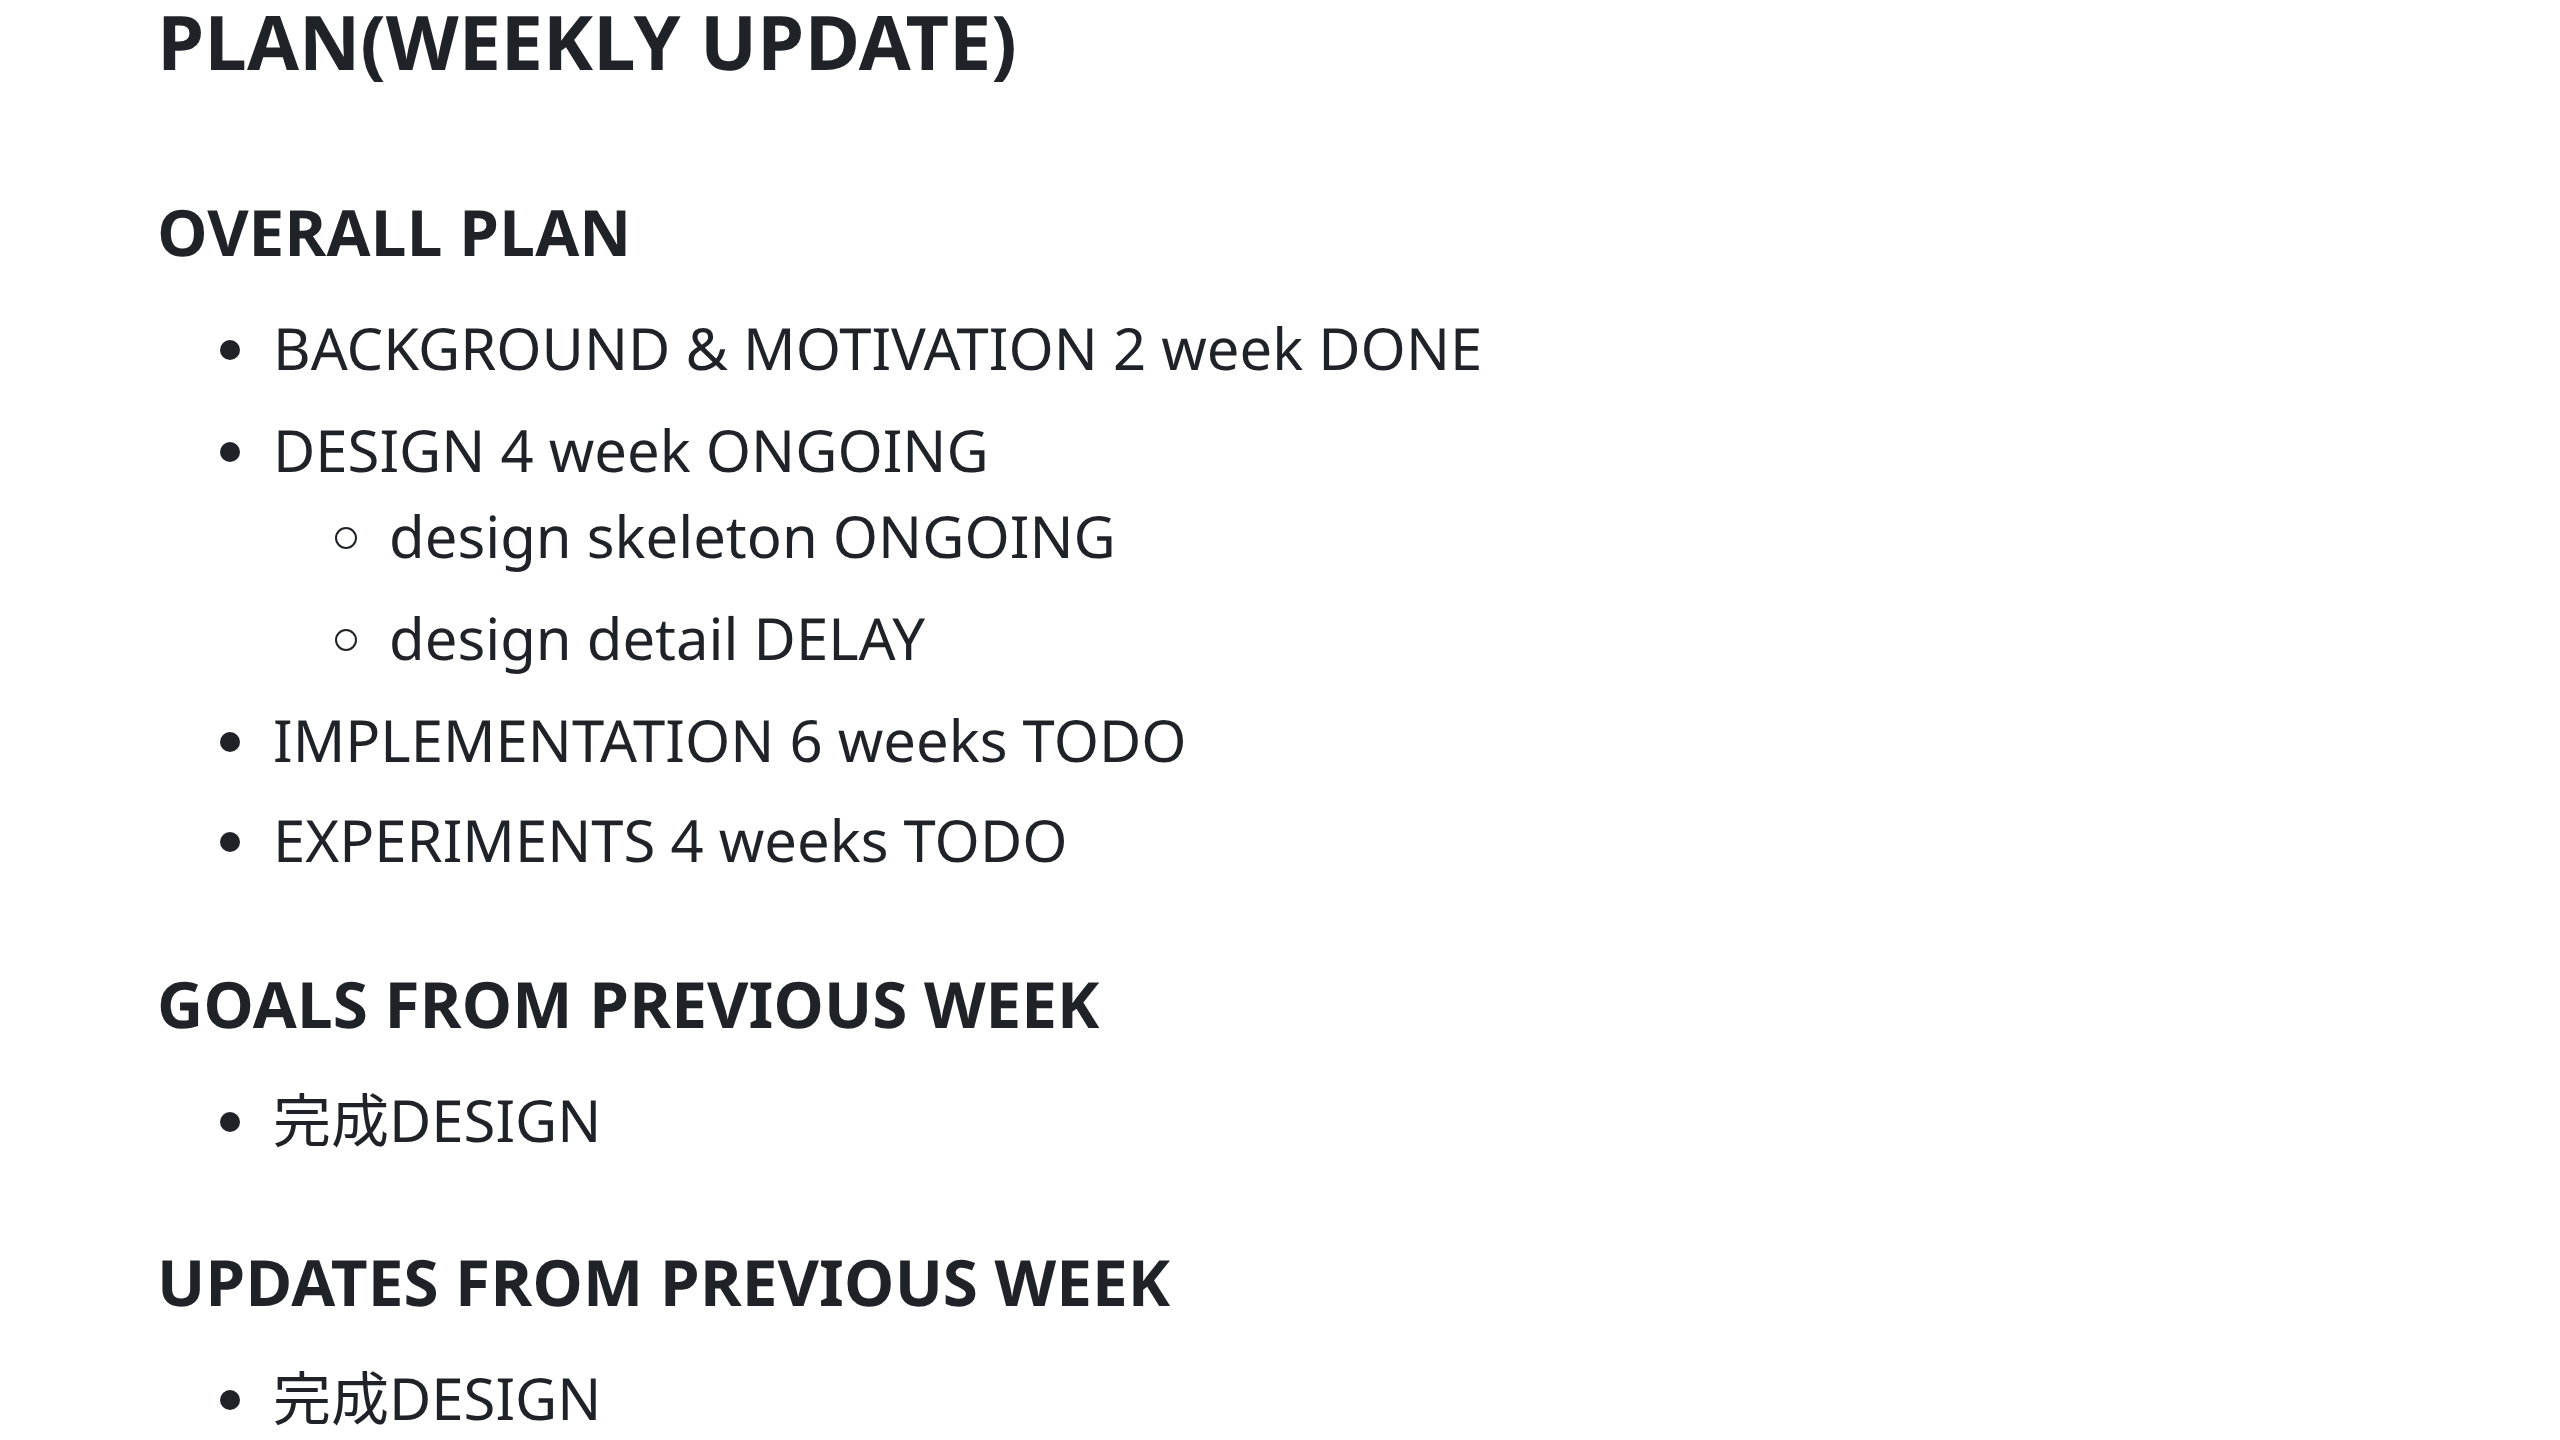 PLAN(WEEKLY UPDATE)
OVERALL PLAN
BACKGROUND & MOTIVATION 2 week DONE
DESIGN 4 week ONGOING
design skeleton ONGOING
design detail DELAY
IMPLEMENTATION 6 weeks TODO
EXPERIMENTS 4 weeks TODO
GOALS FROM PREVIOUS WEEK
完成DESIGN
UPDATES FROM PREVIOUS WEEK
完成DESIGN